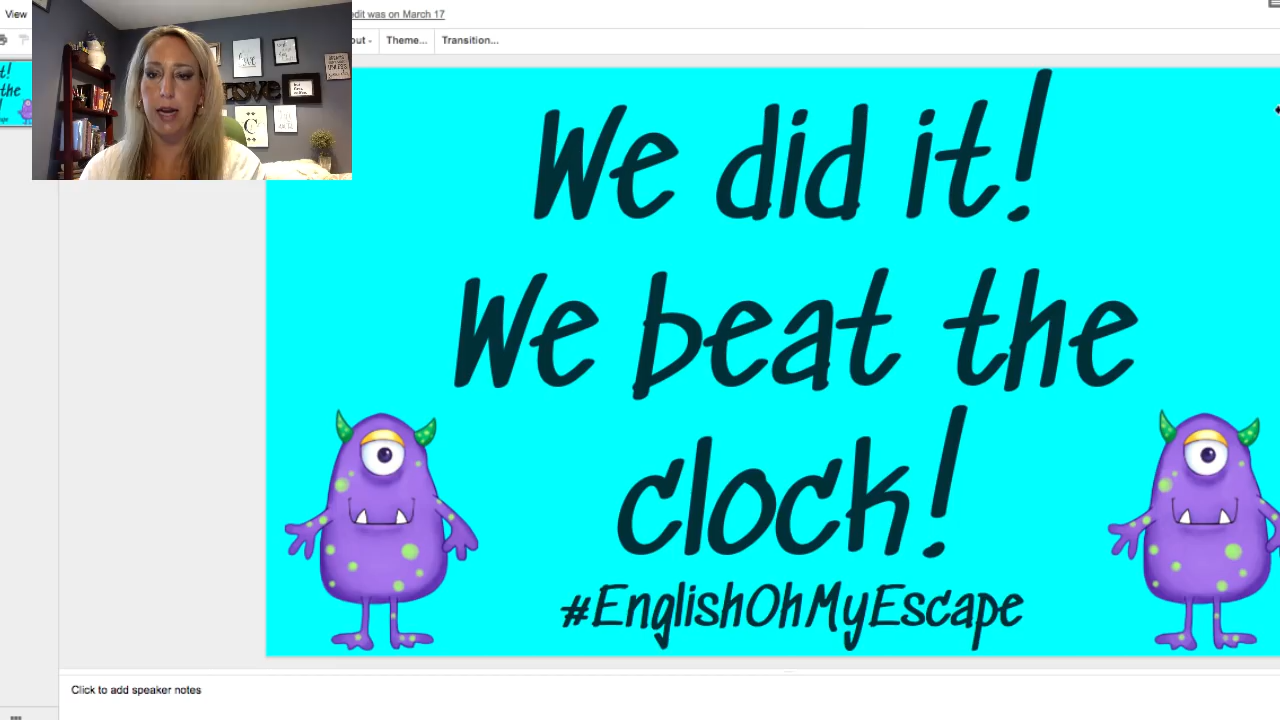 View
edit was on March 17
out
Theme...
Transition...
We did it!
We beat the
clock!
#EnglishOhMyEscape
Click to add speaker notes